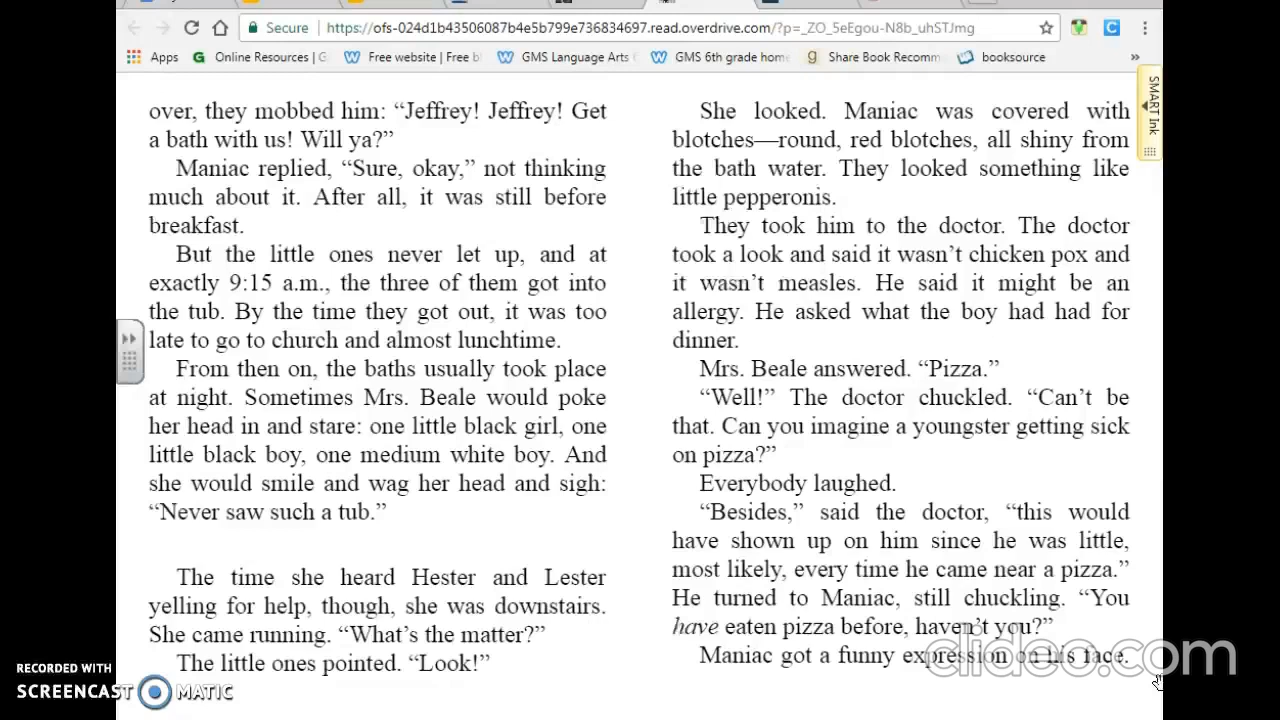 Secure
https://ofs-024d1b43506087b4e5b799e736834697.read.overdrive.com/?p=_ZO_5eEgou-N8b_uhSTJmg
Apps
Online Resources | G
Free website | Free b
GMS Language Arts
GMS 6th grade home
Share Book Recomm
booksource
»
SMART Ink
over, they mobbed him: “Jeffrey! Jeffrey! Get
a bath with us! Will ya?”
Maniac replied, “Sure, okay,” not thinking
much about it. After all, it was still before
breakfast.
But the little ones never let up, and at
exactly 9:15 a.m., the three of them got into
the tub. By the time they got out, it was too
late to go to church and almost lunchtime.
From then on, the baths usually took place
at night. Sometimes Mrs. Beale would poke
her head in and stare: one little black girl, one
little black boy, one medium white boy. And
she would smile and wag her head and sigh:
“Never saw such a tub.”
The time she heard Hester and Lester
yelling for help, though, she was downstairs.
She came running. “What’s the matter?”
The little ones pointed. “Look!”
She looked. Maniac was covered with
blotches—round, red blotches, all shiny from
the bath water. They looked something like
little pepperonis.
They took him to the doctor. The doctor
took a look and said it wasn’t chicken pox and
it wasn’t measles. He said it might be an
allergy. He asked what the boy had had for
dinner.
Mrs. Beale answered. “Pizza.”
“Well!” The doctor chuckled. “Can’t be
that. Can you imagine a youngster getting sick
on pizza?”
Everybody laughed.
“Besides,” said the doctor, “this would
have shown up on him since he was little,
most likely, every time he came near a pizza.”
He turned to Maniac, still chuckling. “You
have eaten pizza before, haven’t you?”
Maniac got a funny expression on his face.
clideo.com
RECORDED WITH
SCREENCAST MATIC